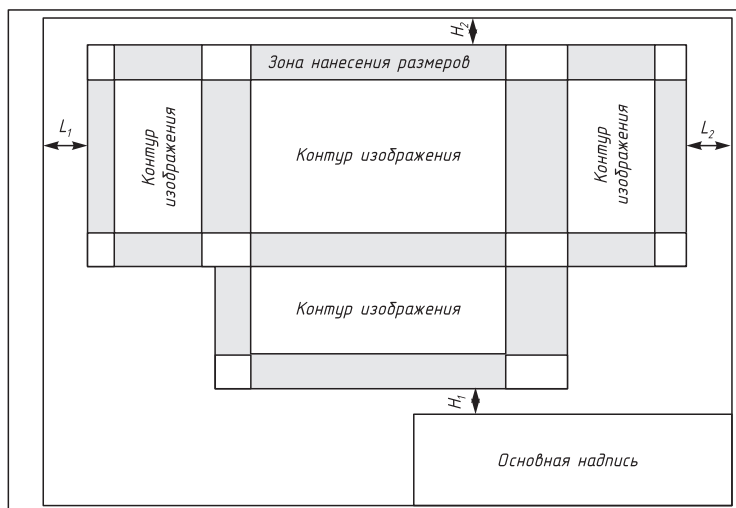 H₂
Зона нанесения размеров
L₁
Контур
изображения
Контур изображения
Контур
изображения
L₂
Контур изображения
H₁
Основная надпись